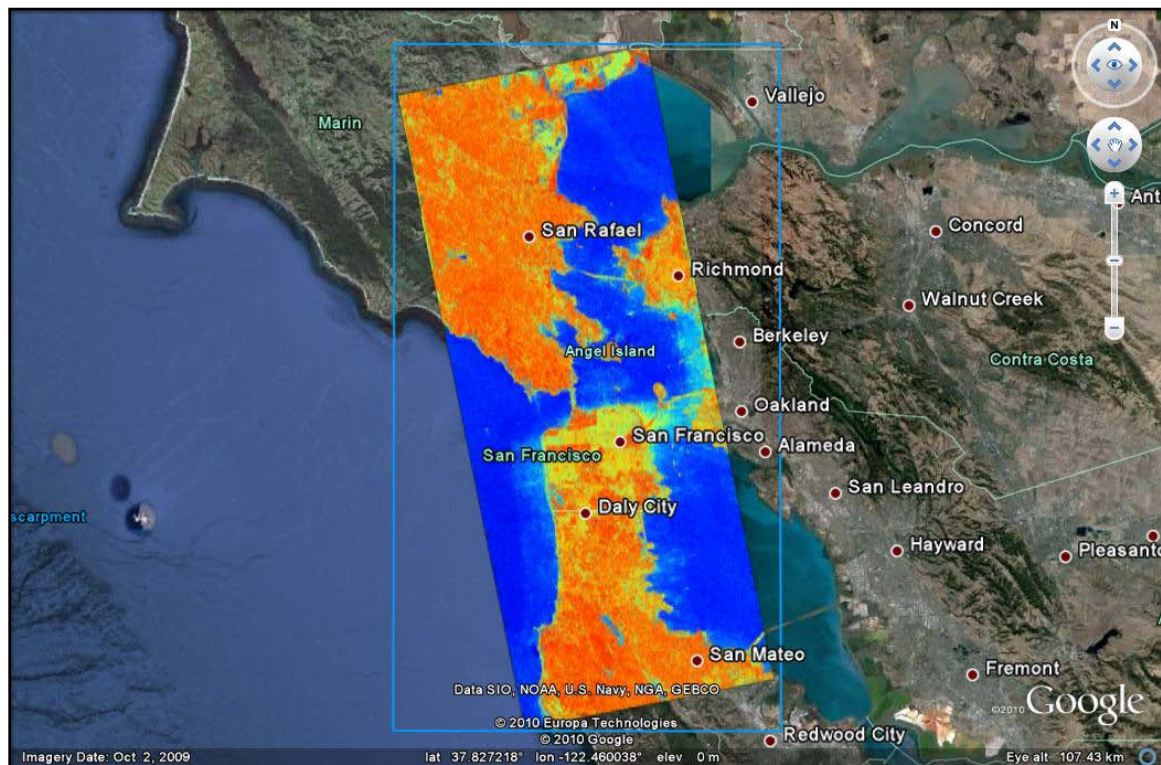 N
Vallejo
Marin
Ant
Concord
San Rafael
Richmond
Walnut Creek
Berkeley
Angel Island
Contra Costa
Oakland
San Francisco
Alameda
San Francisco
San Leandro
Daly City
scarpment
Hayward
Pleasanto
San Mateo
Fremont
Data SIO, NOAA, U.S. Navy, NGA, GEBCO
©2010 Google
© 2010 Europa Technologies
© 2010 Google
Redwood City
Imagery Date: Oct 2, 2009 lat 37.827218° lon -122.460038° elev 0 m Eye alt 107.43 km